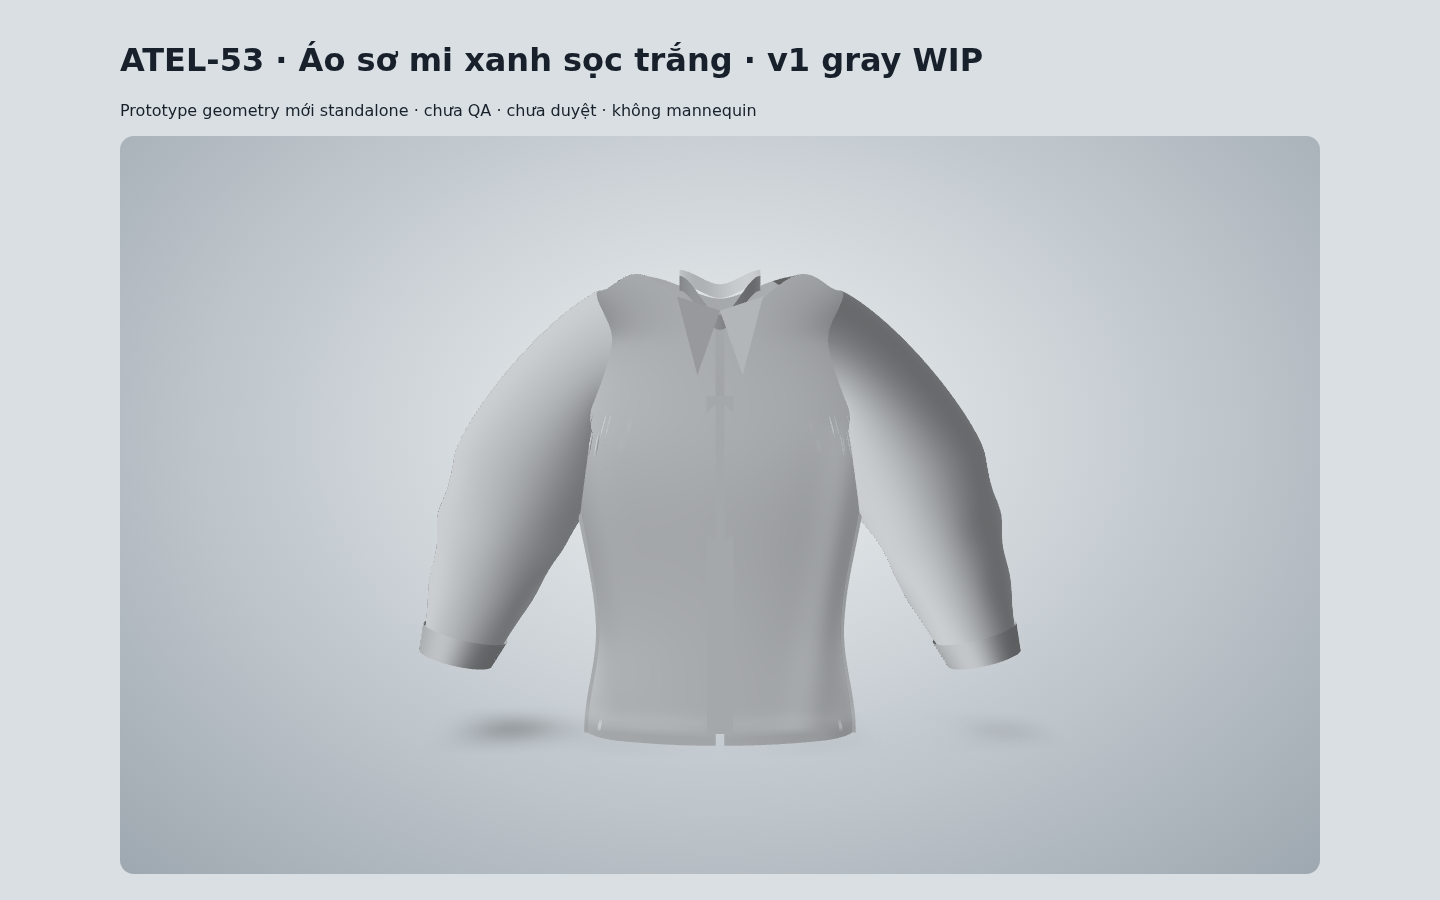 ATEL-53 · Áo sơ mi xanh sọc trắng · v1 gray WIP
Prototype geometry mới standalone · chưa QA · chưa duyệt · không mannequin